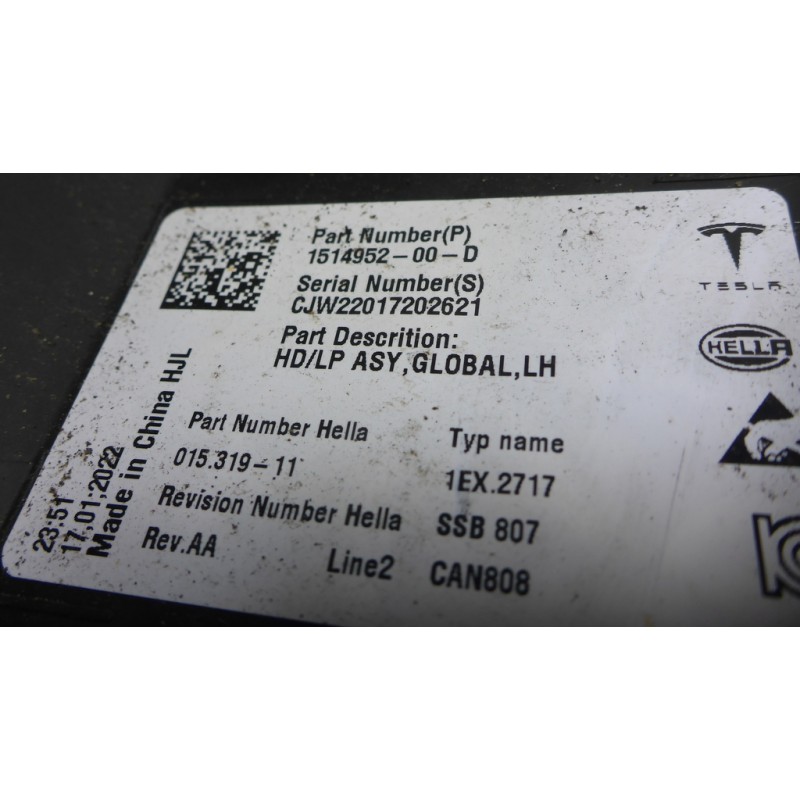 Part Number(P)
1514952-00-D
Serial Number(S)
CJW22017202621
Part Descrition:
HD/LP ASY,GLOBAL,LH
TESLA
HELLA
Part Number Hella
015.319-11
Revision Number Hella
Rev.AA
Line2
Typ name
1EX.2717
SSB 807
CAN808
23:51
17,01,2022
Made in China HJL